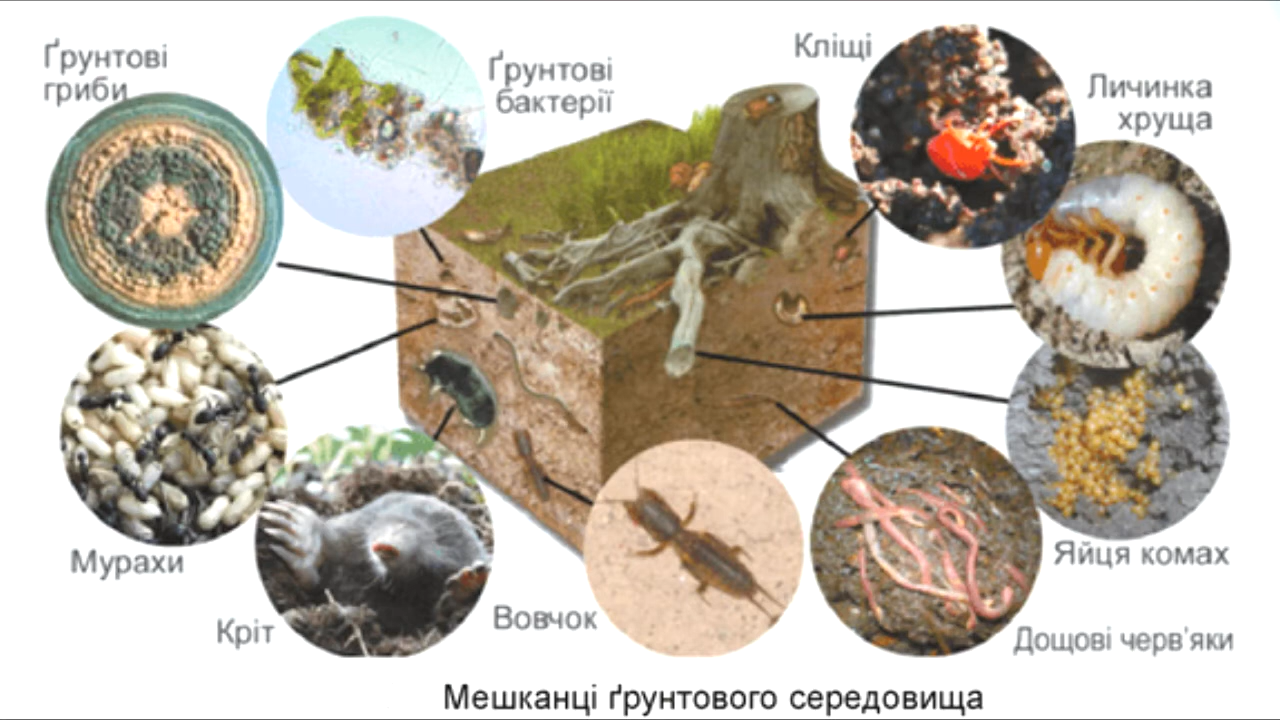 Ґрунтові
гриби
Ґрунтові
бактерії
Кліщі
Личинка
хруща
Мурахи
Кріт
Вовчок
Яйця комах
Дощові черв'яки
Мешканці ґрунтового середовища